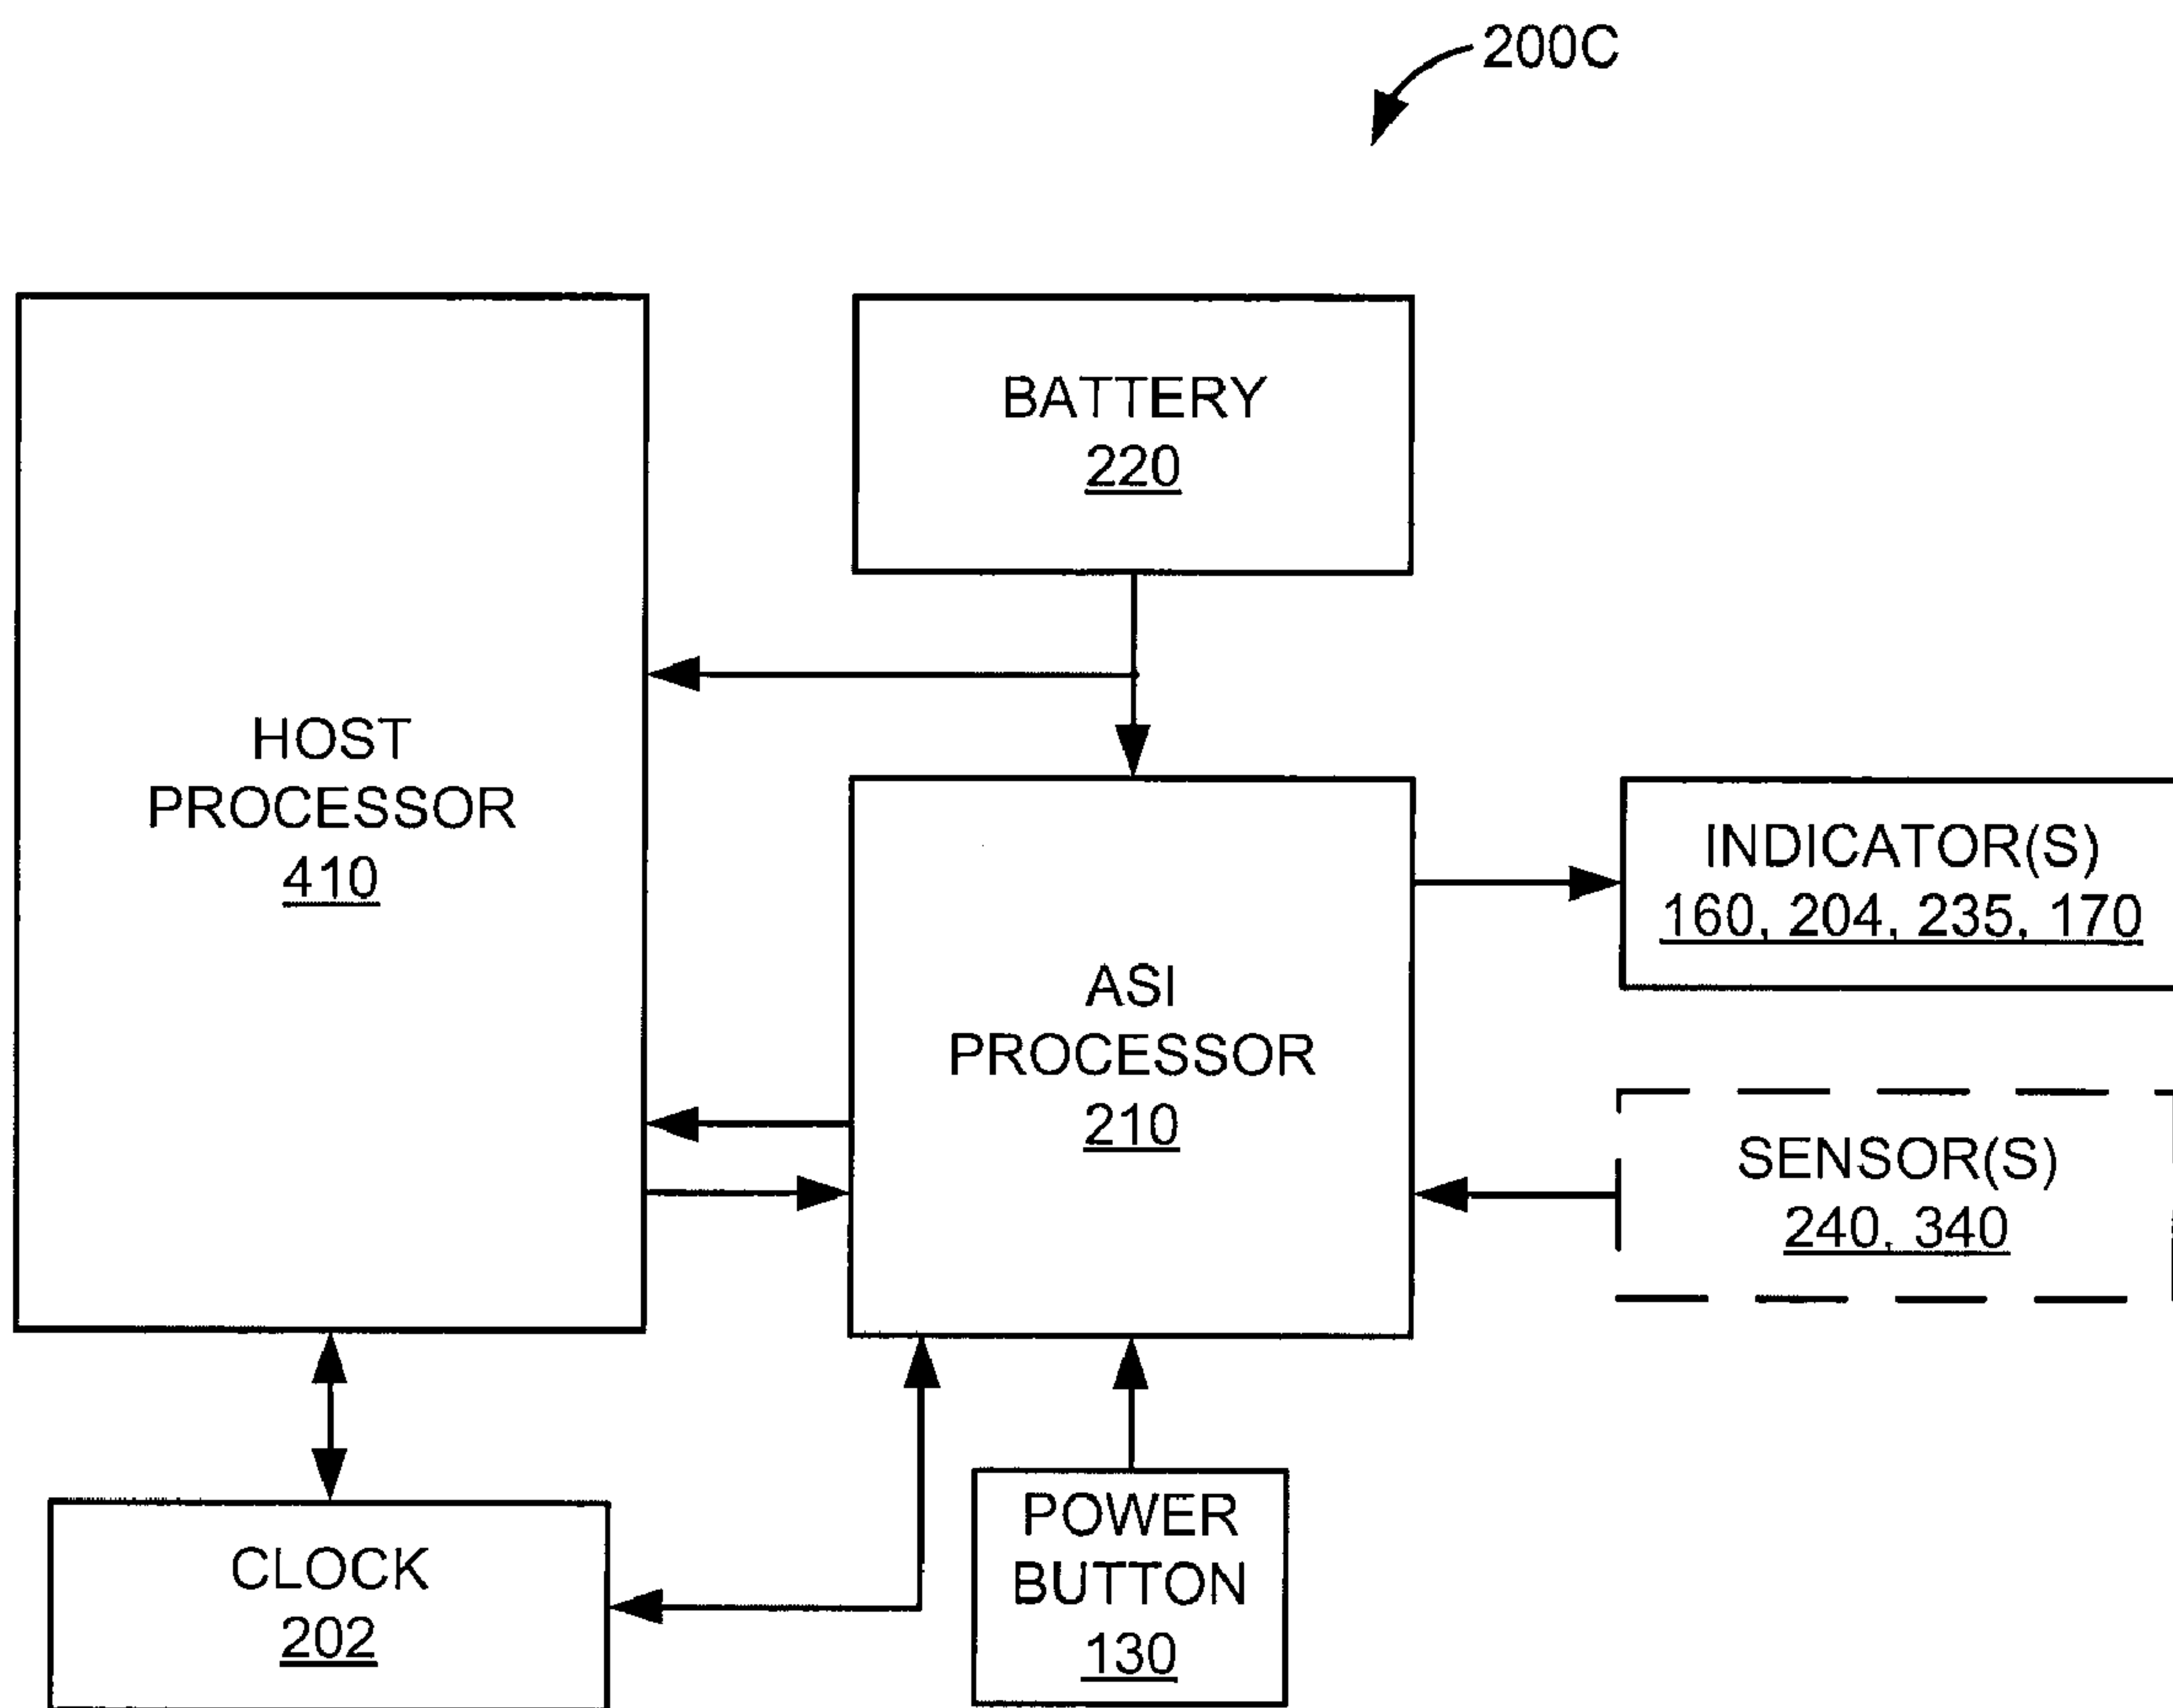 200C
BATTERY
220
HOST
PROCESSOR
410
INDICATOR(S)
160, 204, 235, 170
ASI
PROCESSOR
210
SENSOR(S)
240, 340
CLOCK
202
POWER
BUTTON
130